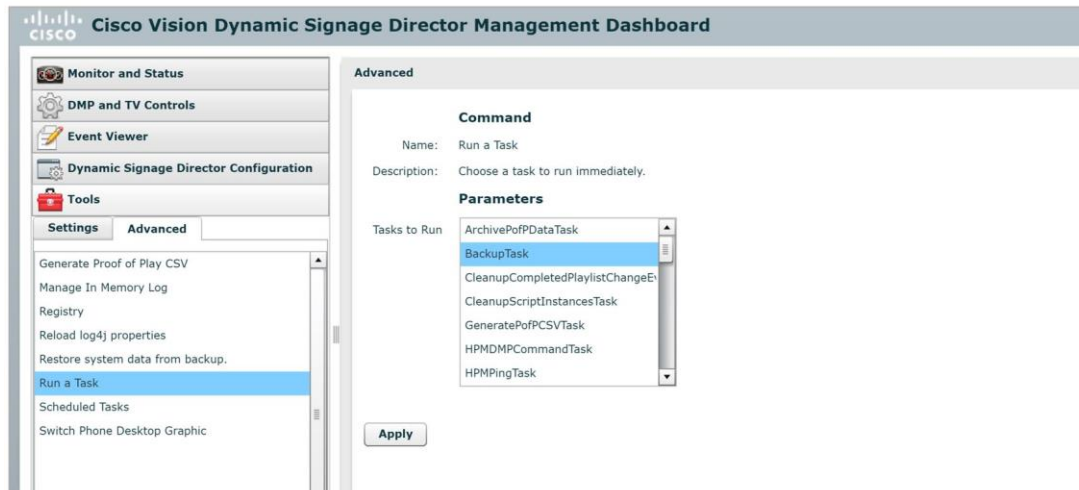 CISCO Cisco Vision Dynamic Signage Director Management Dashboard
Monitor and Status
DMP and TV Controls
Event Viewer
Dynamic Signage Director Configuration
Tools
Settings Advanced
Generate Proof of Play CSV
Manage In Memory Log
Registry
Reload log4j properties
Restore system data from backup.
Run a Task
Scheduled Tasks
Switch Phone Desktop Graphic
Advanced
Command
Name: Run a Task
Description: Choose a task to run immediately.
Parameters
Tasks to Run ArchivePofPDataTask
BackupTask
CleanupCompletedPlaylistChangeEv
CleanupScriptInstancesTask
GeneratePofPCSVTask
HPMDMPCommandTask
HPMPingTask
Apply